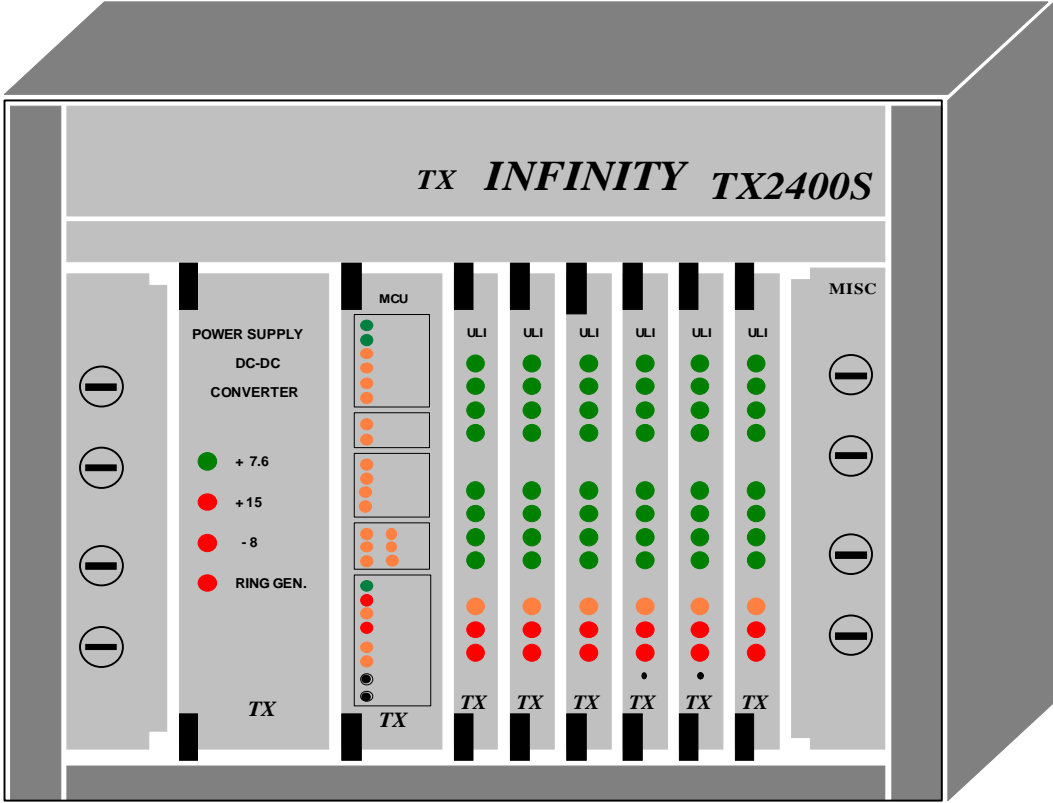 TX INFINITY TX2400S
MISC
MCU
POWER SUPPLY
DC-DC
CONVERTER
ULI ULI ULI ULI ULI ULI
+ 7.6
+ 15
- 8
RING GEN.
TX TX TX TX TX TX TX TX